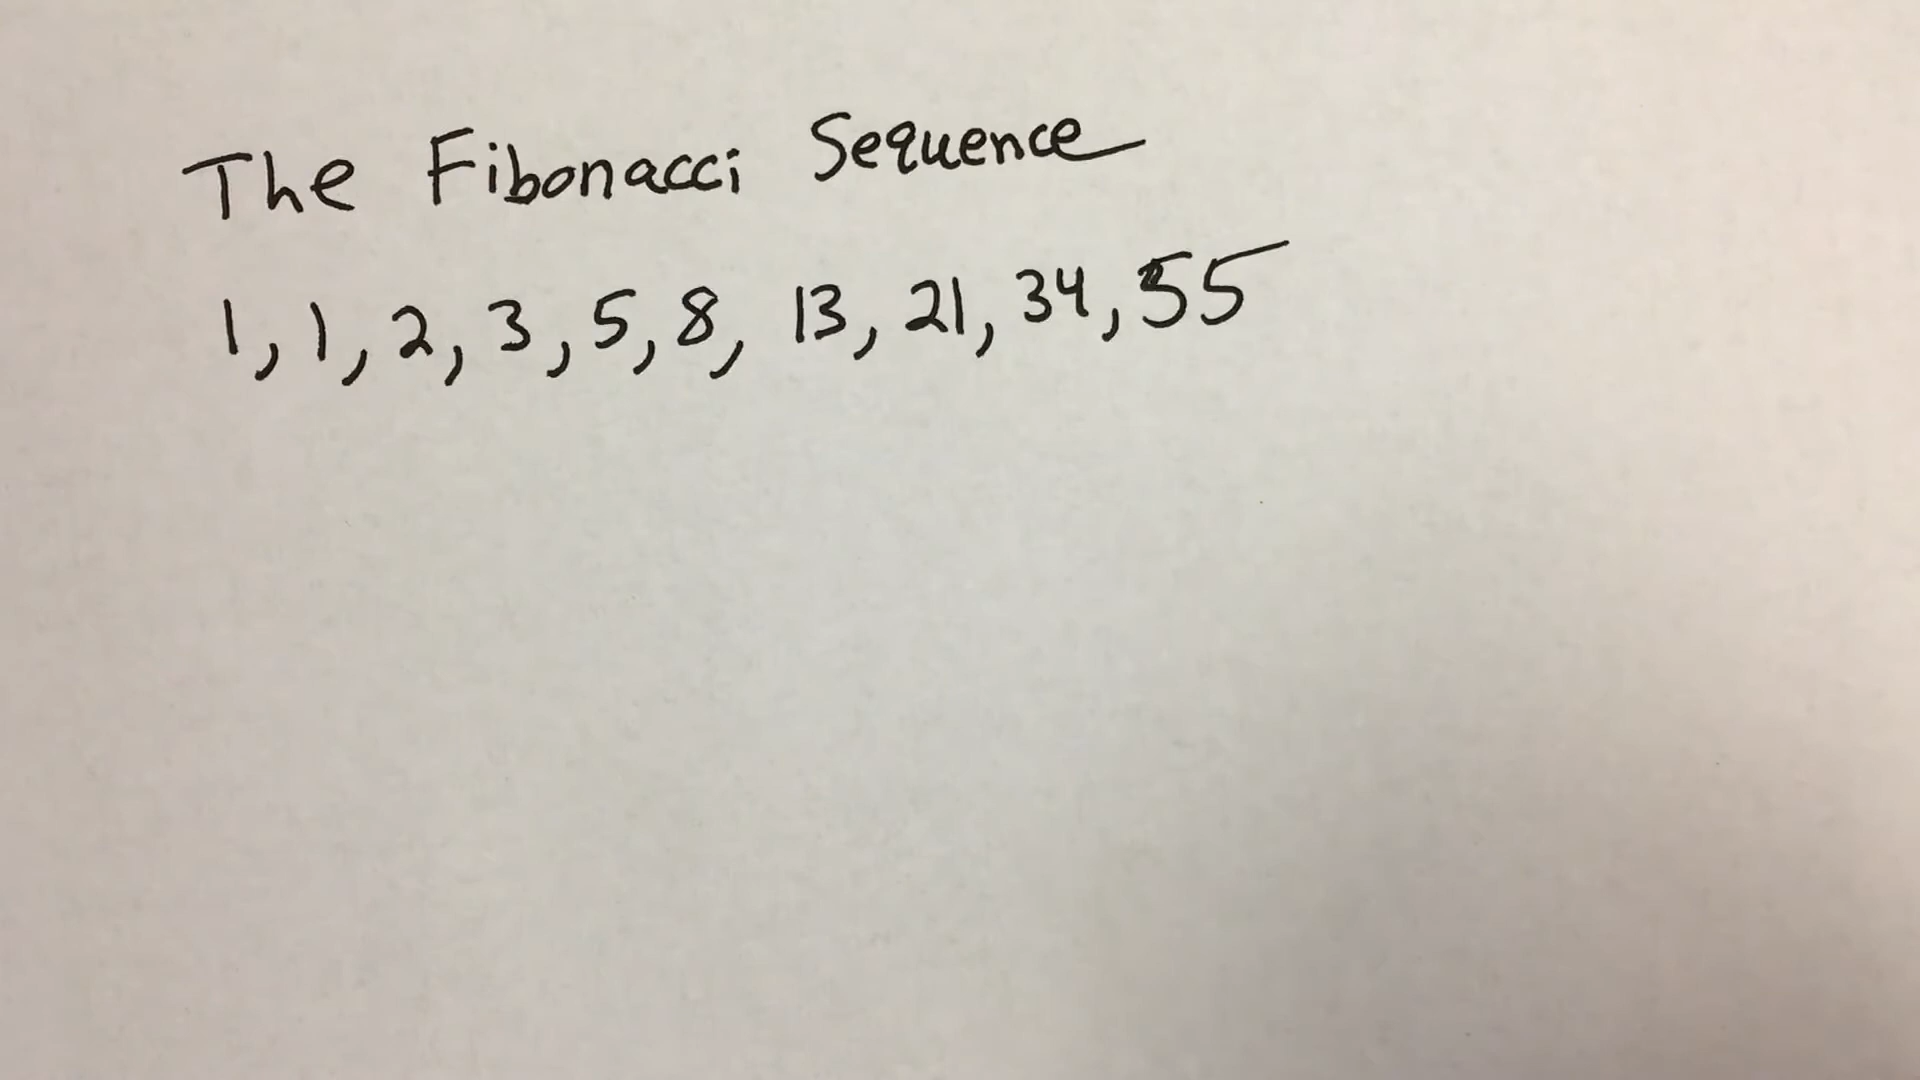 The Fibonacci Sequence
1, 1, 2, 3, 5, 8, 13, 21, 34, 55